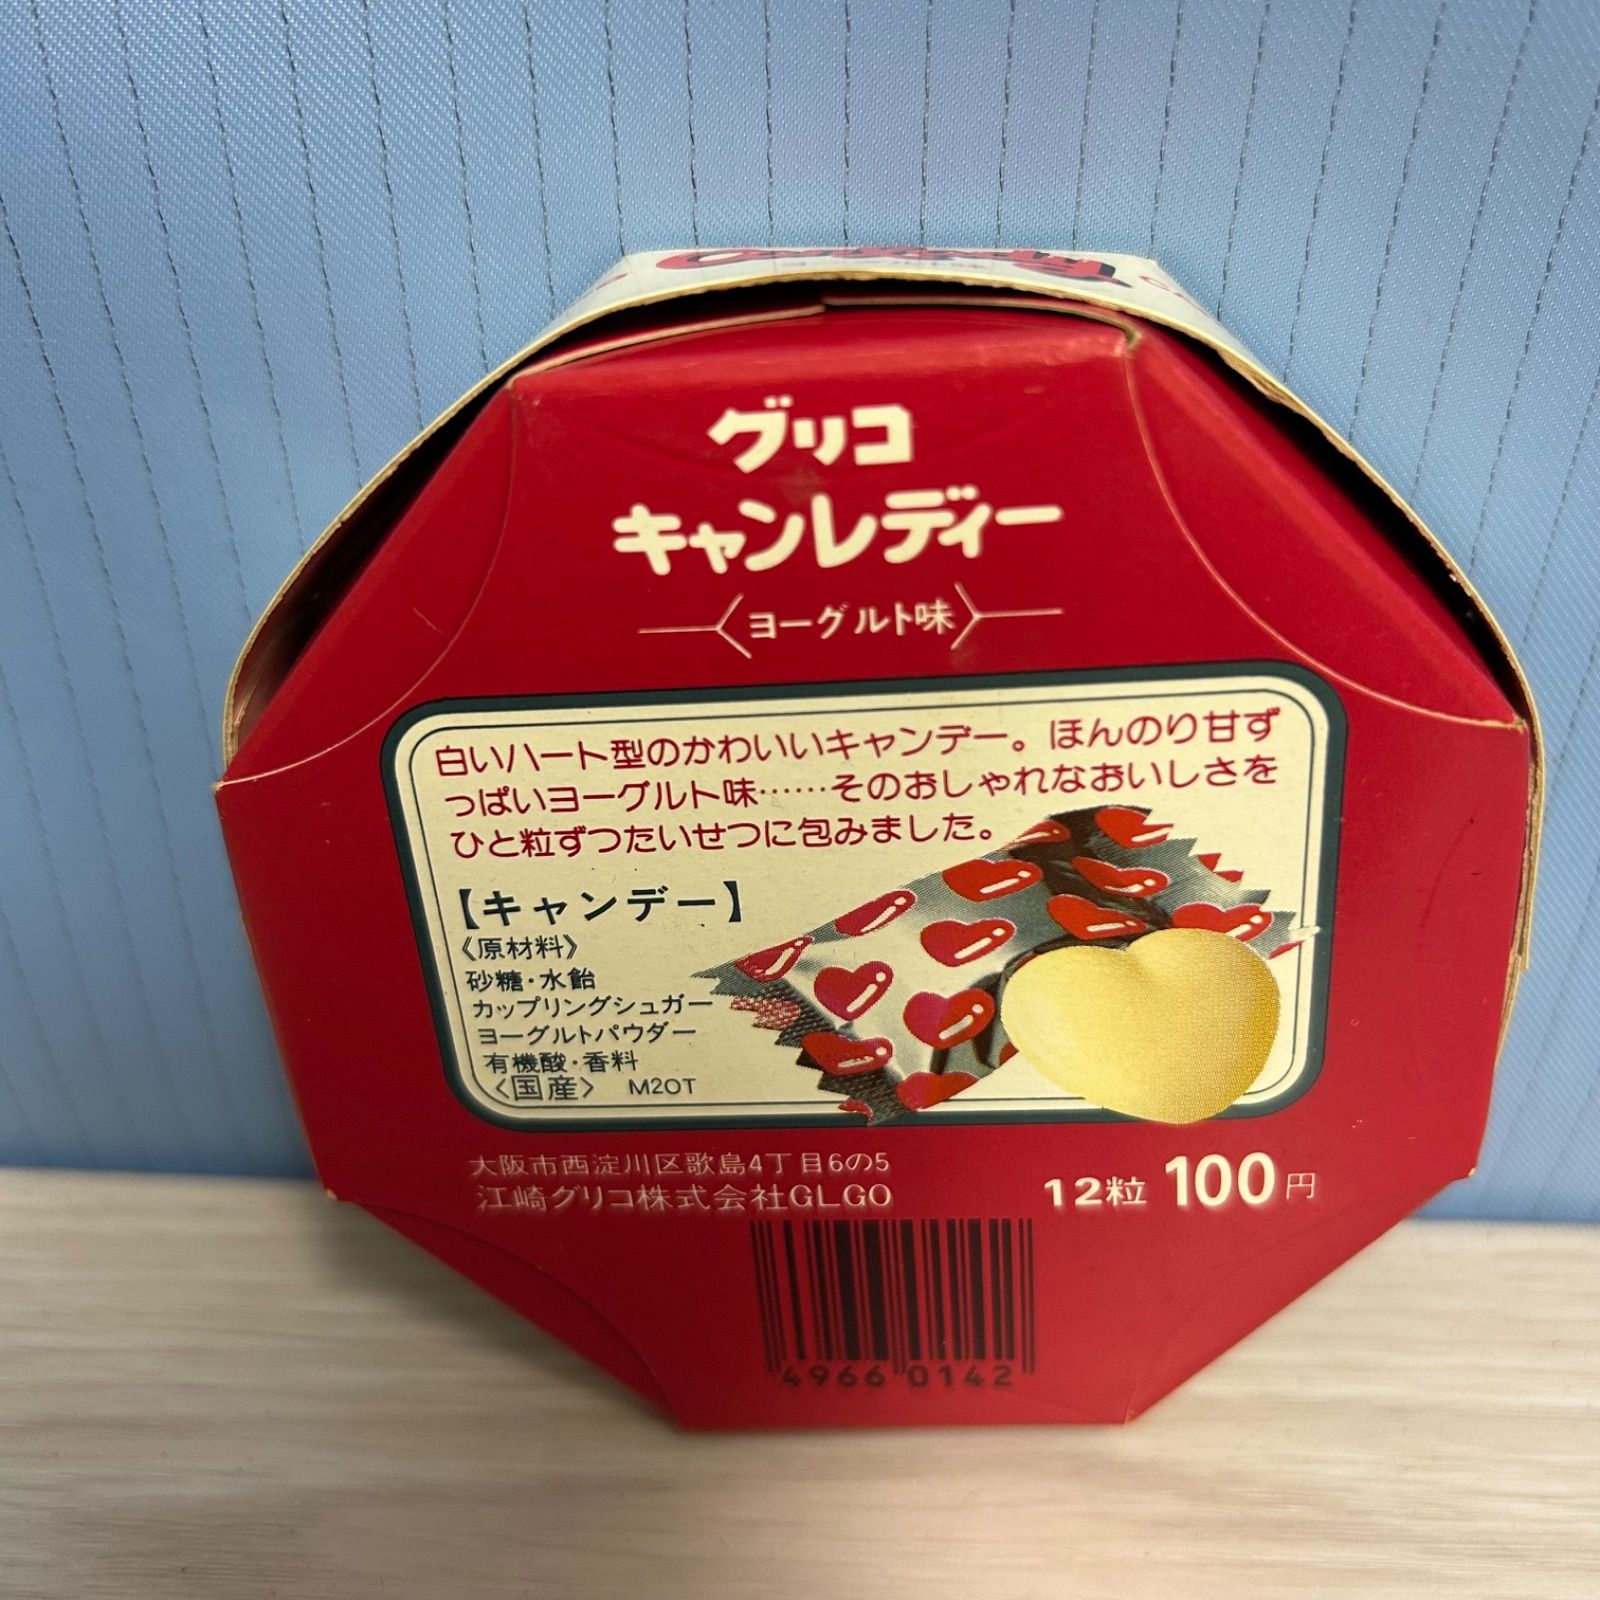 グリコ
キャンレディー
ヨーグルト味
白いハート型のかわいいキャンデー。ほんのり甘ず
っぱいヨーグルト味……そのおしゃれなおいしさを
ひと粒ずつたいせつに包みました。
【キャンデー】
《原材料》
砂糖・水飴
カップリングシュガー
ヨーグルトパウダー
有機酸・香料
〈国産〉 M20T
大阪市西淀川区歌島4丁目6の5
江崎グリコ株式会社GLGO
12粒 100円
4966 0142